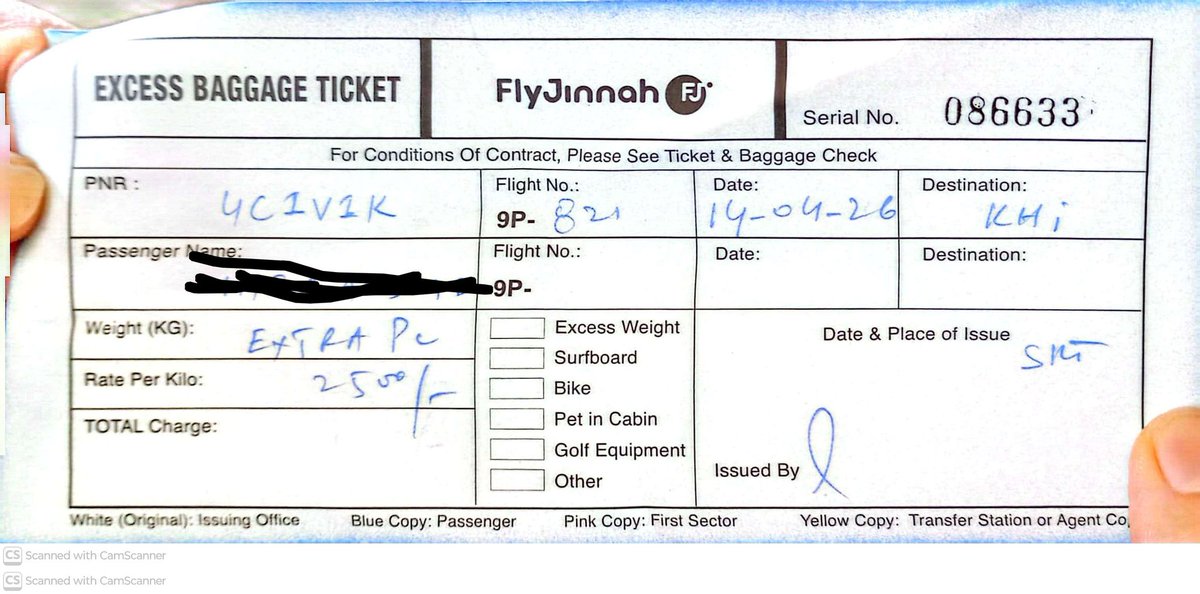 EXCESS BAGGAGE TICKET
FlyJinnah FJ
Serial No. 086633
For Conditions Of Contract, Please See Ticket & Baggage Check
PNR : 4C1V1K
Flight No.: 9P- 821
Date: 14-04-26
Destination: KHi
Passenger Name:
Flight No.: 9P-
Date:
Destination:
Weight (KG): EXTRA Pc
Rate Per Kilo: 2500/-
TOTAL Charge:
Excess Weight
Surfboard
Bike
Pet in Cabin
Golf Equipment
Other
Date & Place of Issue
Issued By
White (Original): Issuing Office
Blue Copy: Passenger
Pink Copy: First Sector
Yellow Copy: Transfer Station or Agent Co
CS Scanned with CamScanner
CS Scanned with CamScanner